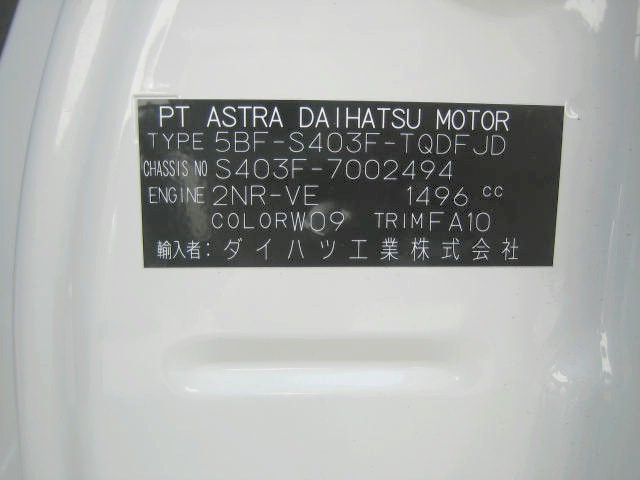 PT ASTRA DAIHATSU MOTOR
TYPE 5BF-S403F-TQDFJD
CHASSIS NO S403F-7002494
ENGINE 2NR-VE 1496 cc
COLOR W09 TRIM FA10
輸入者: ダイハツ工業株式会社